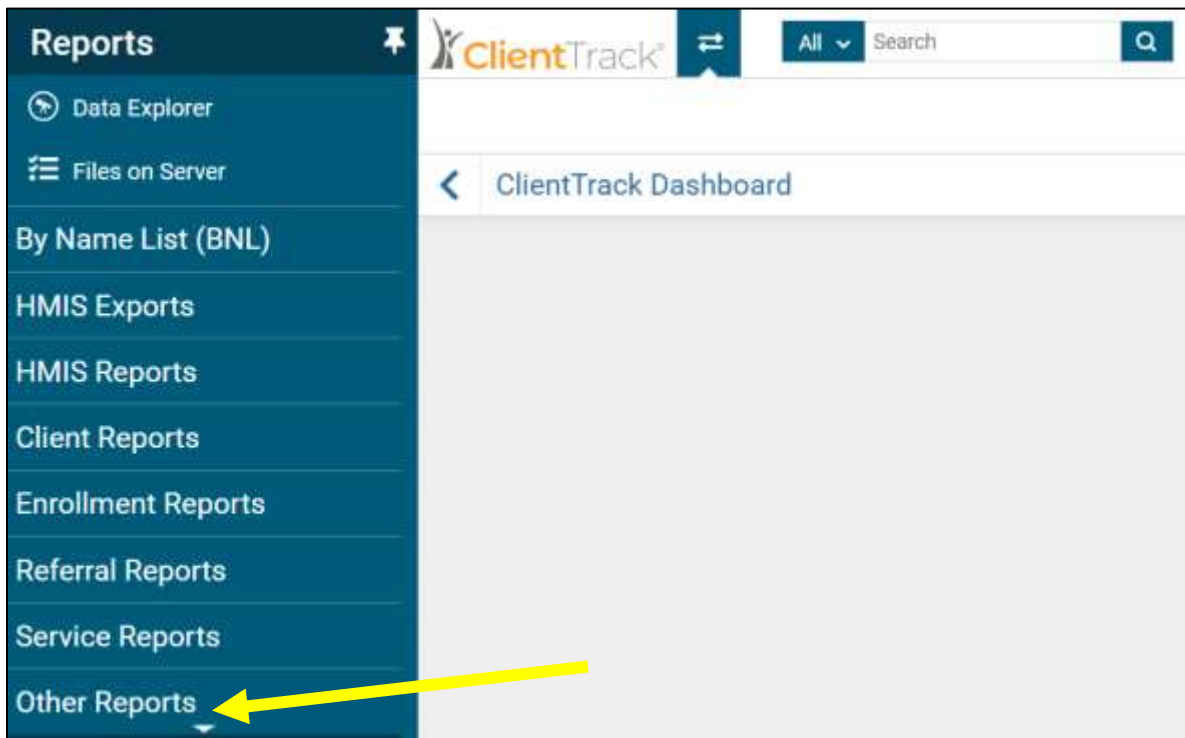 Reports
ClientTrack®
All
Search
Data Explorer
Files on Server
ClientTrack Dashboard
By Name List (BNL)
HMIS Exports
HMIS Reports
Client Reports
Enrollment Reports
Referral Reports
Service Reports
Other Reports